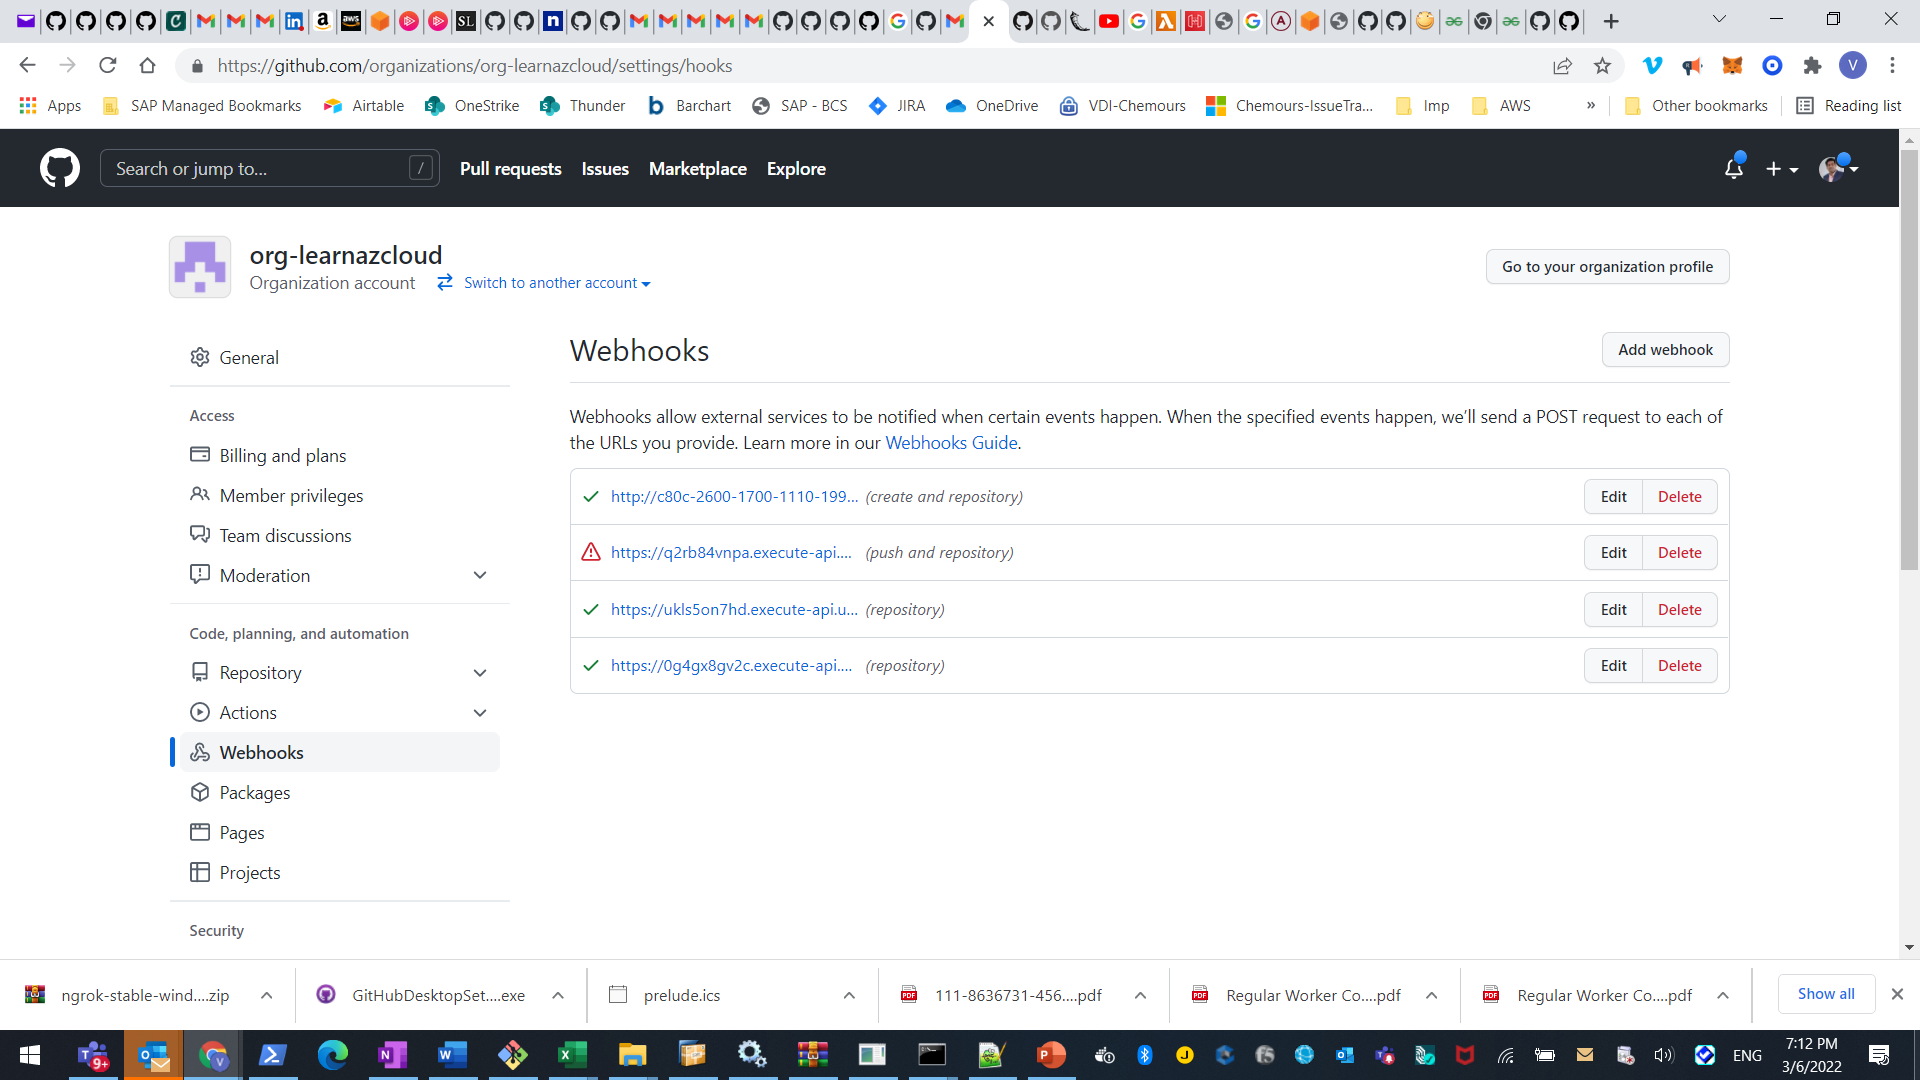 https://github.com/organizations/org-learnazcloud/settings/hooks
V
Apps
SAP Managed Bookmarks
Airtable
OneStrike
Thunder
Barchart
SAP - BCS
JIRA
OneDrive
VDI-Chemours
Chemours-IssueTra...
Imp
AWS
»
Other bookmarks
Reading list
Search or jump to...
/
Pull requests
Issues
Marketplace
Explore
org-learnazcloud
Organization account
Switch to another account
Go to your organization profile
General
Access
Billing and plans
Member privileges
Team discussions
Moderation
Code, planning, and automation
Repository
Actions
Webhooks
Packages
Pages
Projects
Security
Webhooks
Add webhook
Webhooks allow external services to be notified when certain events happen. When the specified events happen, we'll send a POST request to each of
the URLs you provide. Learn more in our Webhooks Guide.
http://c80c-2600-1700-1110-199... (create and repository) Edit Delete
https://q2rb84vnpa.execute-api.... (push and repository) Edit Delete
https://ukls5on7hd.execute-api.u... (repository) Edit Delete
https://0g4gx8gv2c.execute-api.... (repository) Edit Delete
ngrok-stable-wind....zip
GitHubDesktopSet....exe
prelude.ics
111-8636731-456....pdf
Regular Worker Co....pdf
Regular Worker Co....pdf
Show all
9+
ENG
7:12 PM
3/6/2022